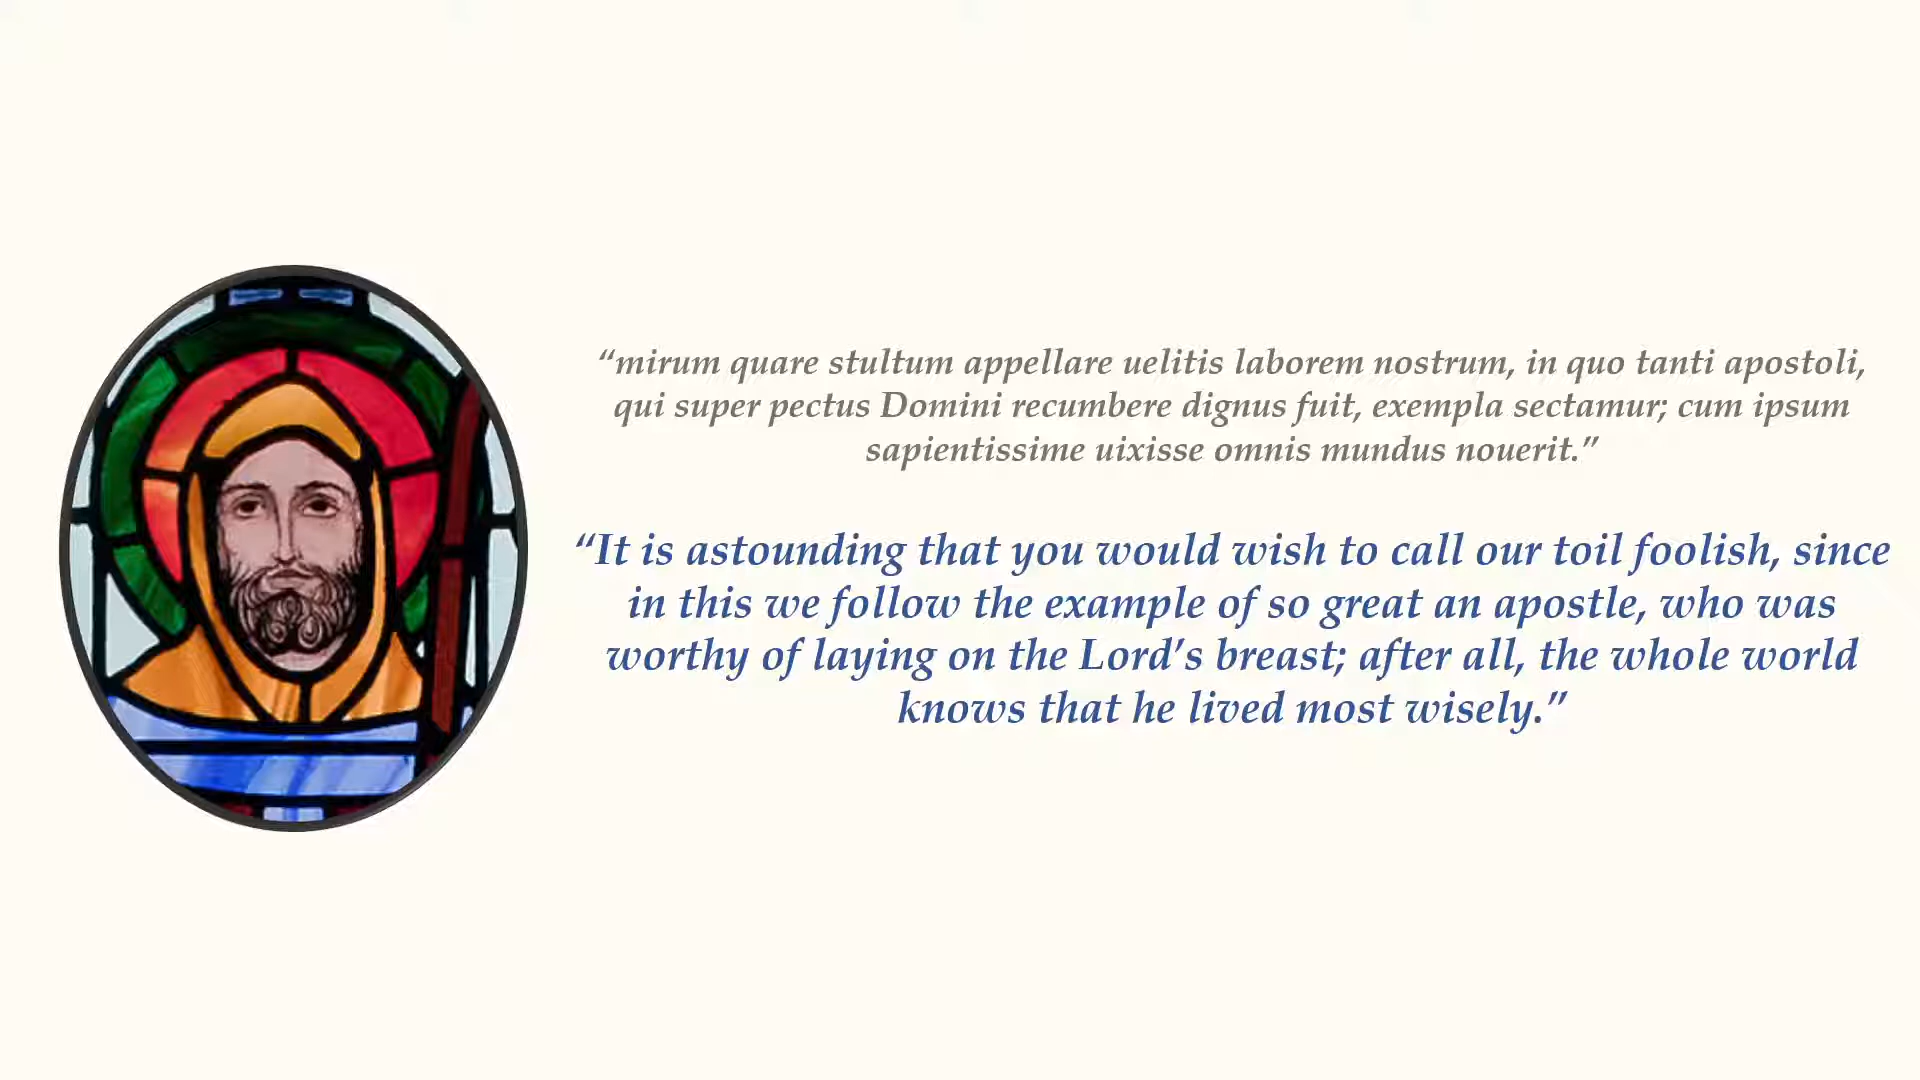 “mirum quare stultum appellare uelitis laborem nostrum, in quo tanti apostoli,
qui super pectus Domini recumbere dignus fuit, exempla sectamur; cum ipsum
sapientissime uixisse omnis mundus nouerit.”
“It is astounding that you would wish to call our toil foolish, since
in this we follow the example of so great an apostle, who was
worthy of laying on the Lord’s breast; after all, the whole world
knows that he lived most wisely.”